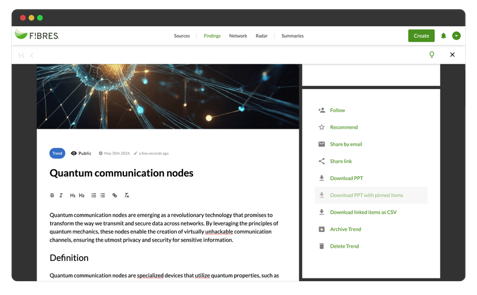 F!BRES.
Sources
Findings
Network
Radar
Summaries
Create
Trend
Public
May 30th 2024
a few seconds ago
Quantum communication nodes
B I H₁ H₂
Quantum communication nodes are emerging as a revolutionary technology that promises to
transform the way we transmit and secure data across networks. By leveraging the principles
of quantum mechanics, these nodes enable the creation of virtually unhackable communication
channels, ensuring the utmost privacy and security for sensitive information.
Definition
Quantum communication nodes are specialized devices that utilize quantum properties, such as
Follow
Recommend
Share by email
Share link
Download PPT
Download PPT with pinned items
Download linked items as CSV
Archive Trend
Delete Trend